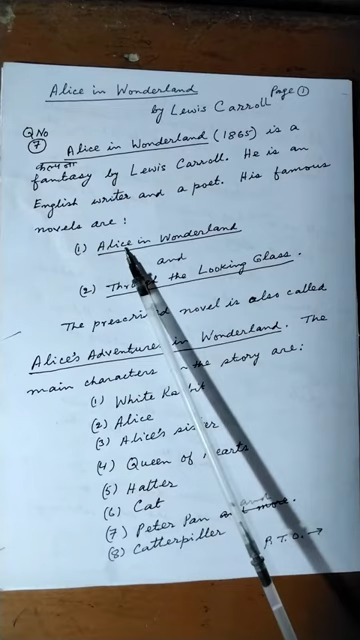 Alice in Wonderland Page ①
by Lewis Carroll
Q No
⑦ Alice in Wonderland (1865) is a
कल्पना
fantasy by Lewis Carroll. He is an
English writer and a poet. His famous
novels are :
(1) Alice in Wonderland
and
(2) the Looking Glass.
The novel is also called
Alice's in Wonderland. The
main characters the story are:
(1) White
(2) Alice
(3) Alice's sister
(4) Queen of
(5) Hatter
(6) Cat
(7) Peter Pan
(8) Catterpiller P.T.O. →